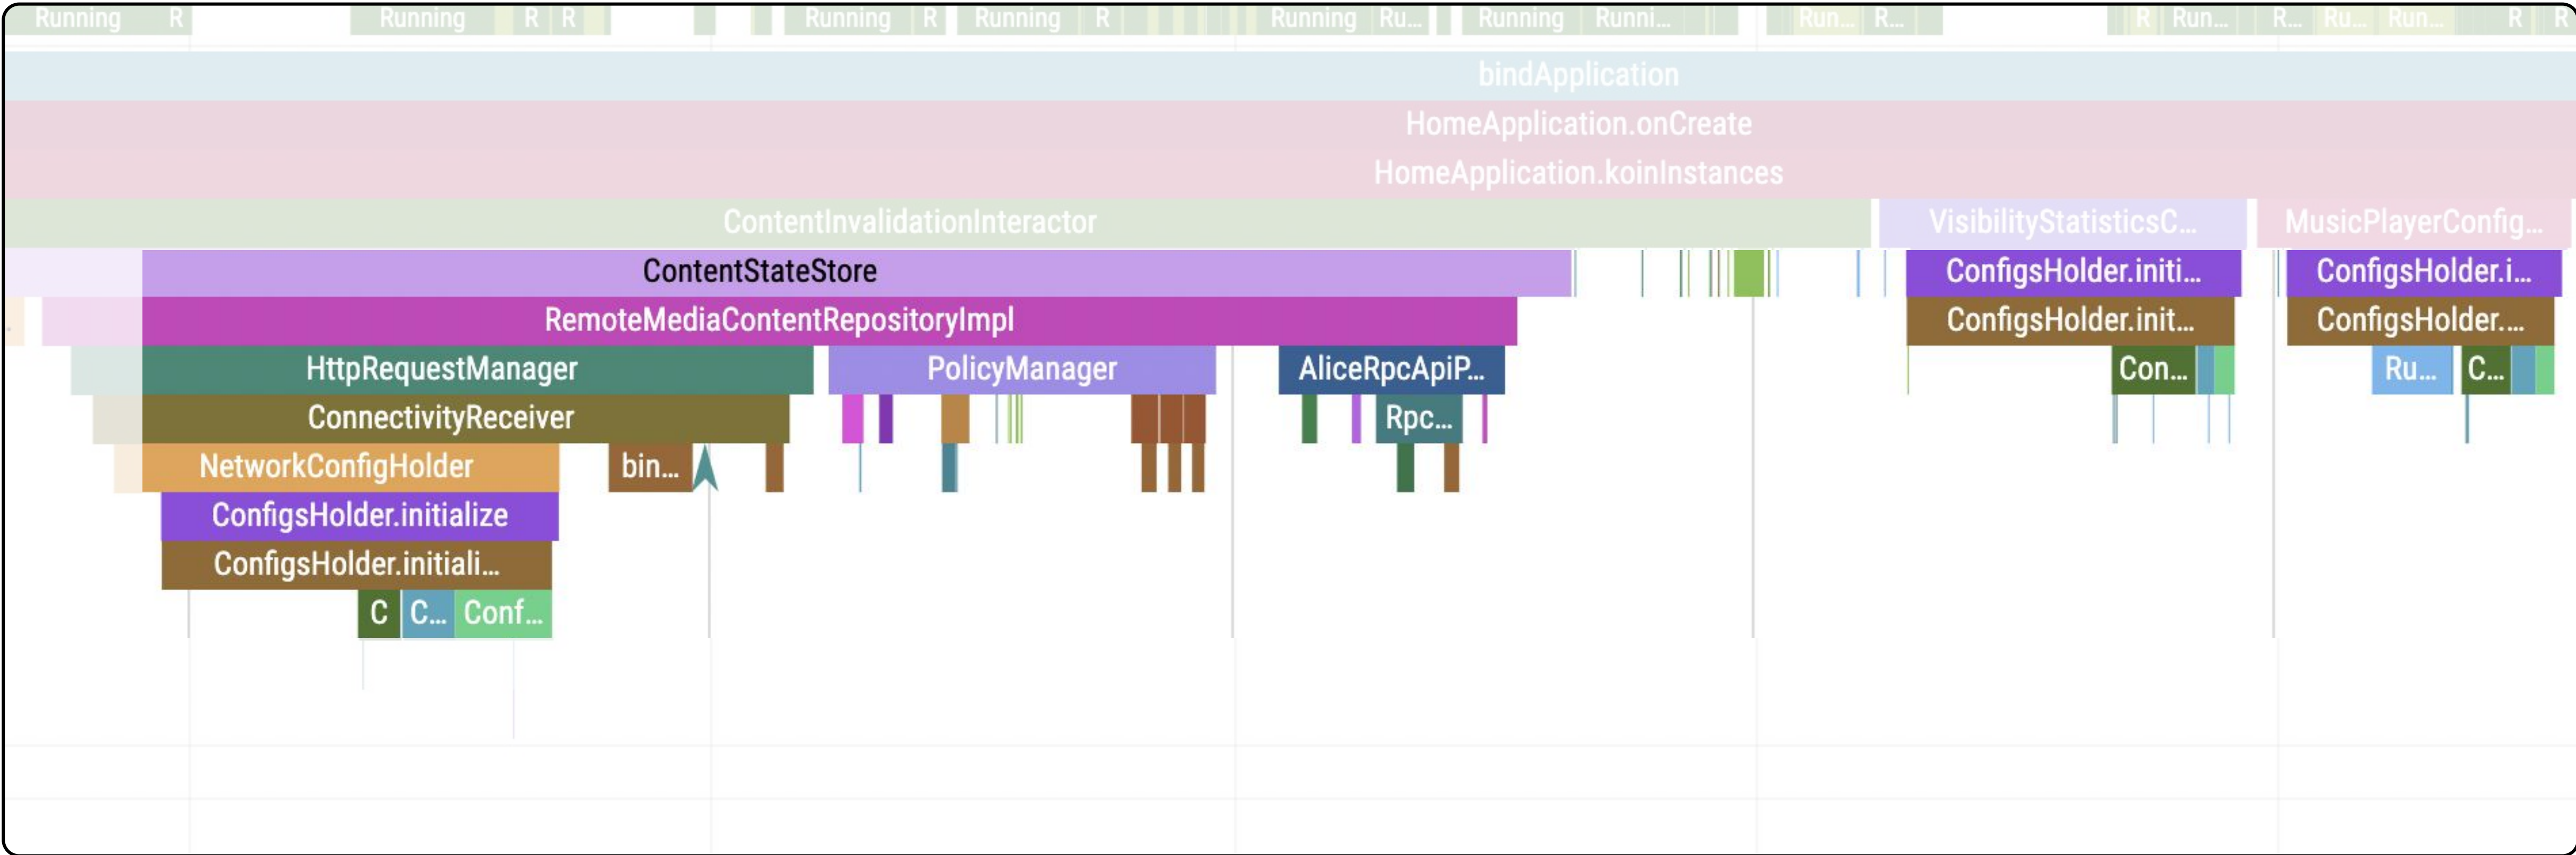 Running R Running R R Running R Running R Running Ru... Running Runni... Run... R... R Run... R... Ru... Run... R R
bindApplication
HomeApplication.onCreate
HomeApplication.koinInstances
ContentInvalidationInteractor VisibilityStatisticsC... MusicPlayerConfig...
ContentStateStore ConfigsHolder.initi... ConfigsHolder.i...
RemoteMediaContentRepositoryImpl ConfigsHolder.init... ConfigsHolder....
HttpRequestManager PolicyManager AliceRpcApiP... Con... Ru... C...
ConnectivityReceiver Rpc...
NetworkConfigHolder bin...
ConfigsHolder.initialize
ConfigsHolder.initiali...
C C... Conf...